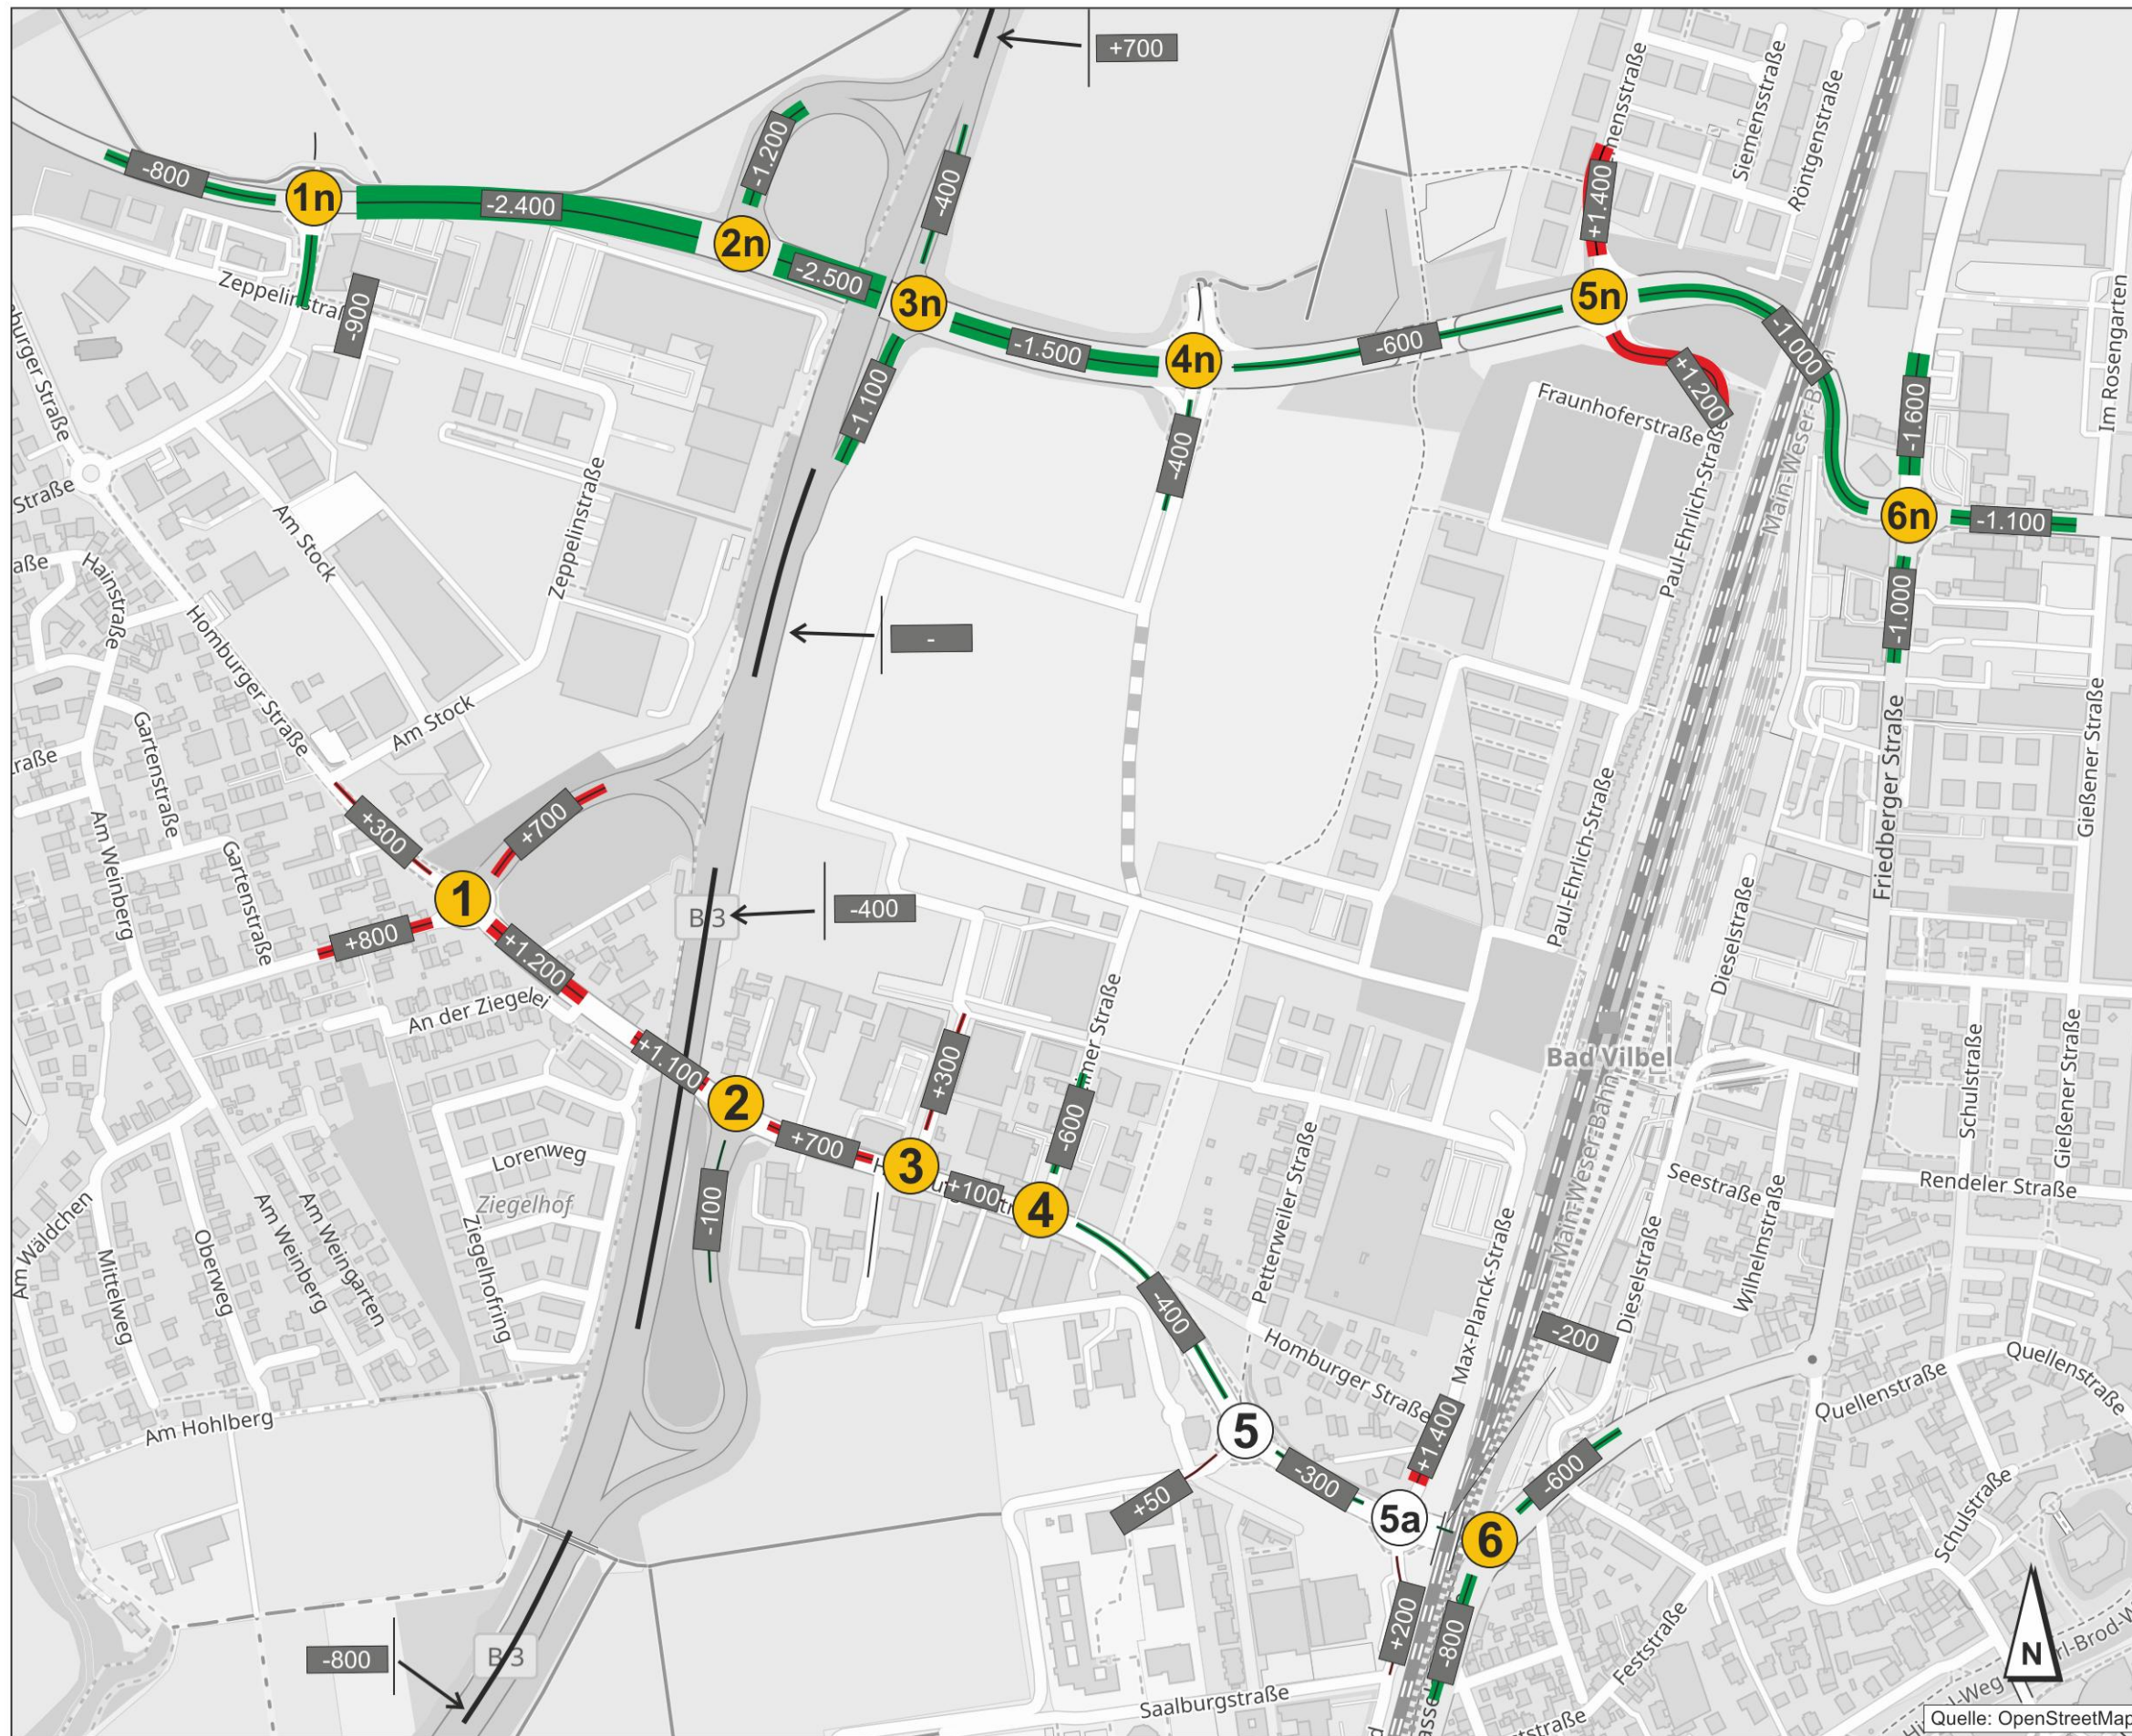 +700
-800
1n
-2.400
-1.200
2n
-2.500
-400
3n
-900
-1.500
-1.100
4n
-400
-600
5n
+1.400
+1.200
-1.000
-1.600
6n
-1.100
-1.000
Siemensstraße
Röntgenstraße
Im Rosengarten
Zeppelinstraße
Fraunhoferstraße
Main-Weser-Bahn
Paul-Ehrlich-Straße
Straße
Am Stock
Zeppelinstraße
Hainstraße
Homburger Straße
-
Am Stock
Gartenstraße
Gießener Straße
Friedberger Straße
Paul-Ehrlich-Straße
Am Weinberg
Gartenstraße
+300
+700
1
+800
+1.200
B 3
-400
An der Ziegelei
+1.100
2
+700
3
+300
+100
4
-600
-100
Dieselstraße
Bad Vilbel
Main-Weser-Bahn
Schulstraße
Gießener Straße
Rendeler Straße
Seestraße
Wilhelmstraße
Dieselstraße
Petterweiler Straße
Max-Planck-Straße
Homburger Straße
Lorenweg
Ziegelhof
Ziegelhofring
Am Weingarten
Am Weinberg
Oberweg
Mittelweg
Am Wäldchen
Am Hohlberg
-400
-200
5
-300
+50
+1.400
5a
6
-600
+200
-800
Quellenstraße
Quellenstraße
Schulstraße
Feststraße
Saalburgstraße
B 3
-800
N
Quelle: OpenStreetMap